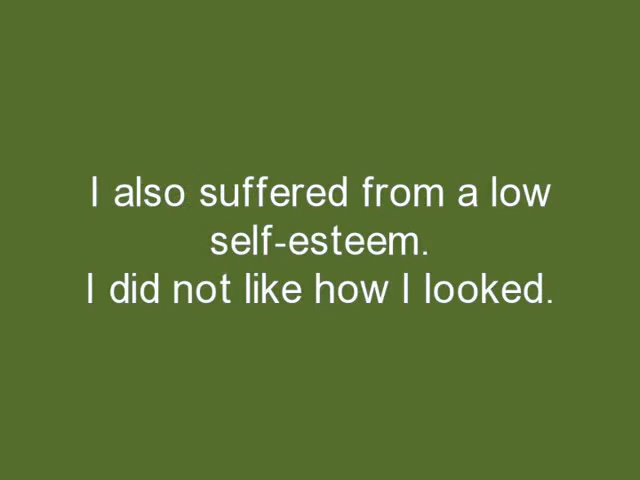 I also suffered from a low
self-esteem.
I did not like how I looked.